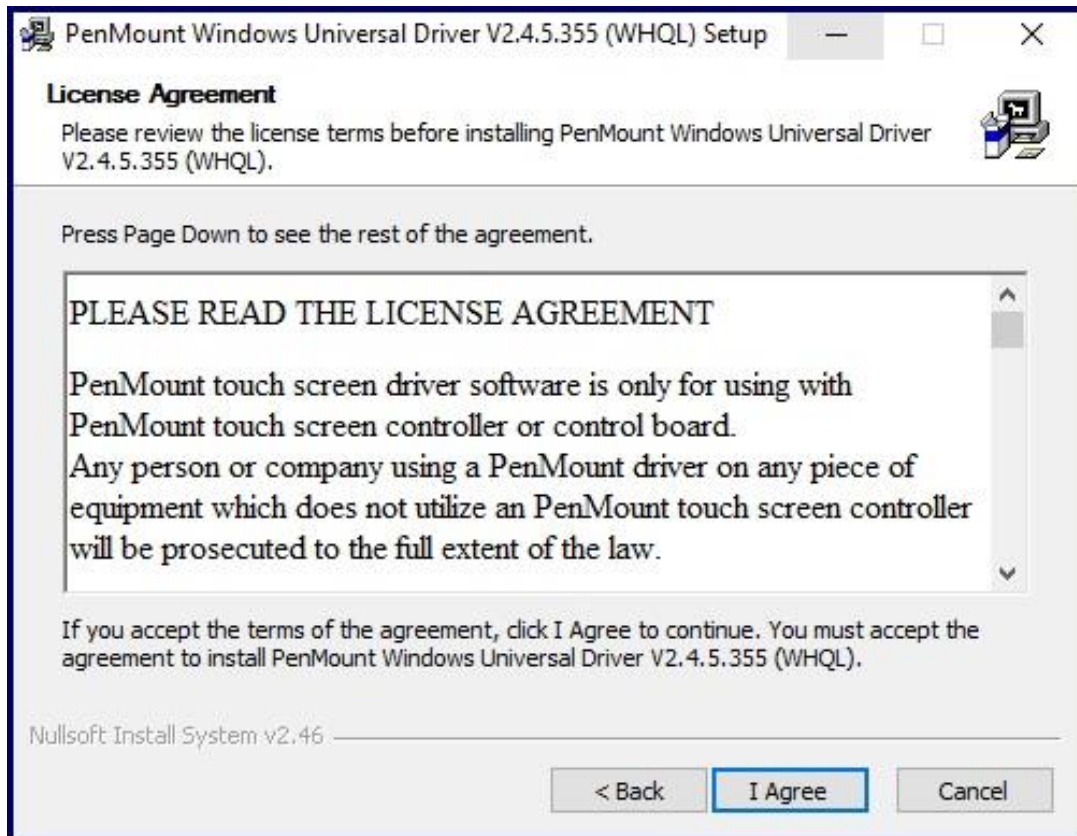 PenMount Windows Universal Driver V2.4.5.355 (WHQL) Setup
License Agreement
Please review the license terms before installing PenMount Windows Universal Driver
V2.4.5.355 (WHQL).
Press Page Down to see the rest of the agreement.
PLEASE READ THE LICENSE AGREEMENT
PenMount touch screen driver software is only for using with
PenMount touch screen controller or control board.
Any person or company using a PenMount driver on any piece of
equipment which does not utilize an PenMount touch screen controller
will be prosecuted to the full extent of the law.
If you accept the terms of the agreement, click I Agree to continue. You must accept the
agreement to install PenMount Windows Universal Driver V2.4.5.355 (WHQL).
Nullsoft Install System v2.46
< Back
I Agree
Cancel